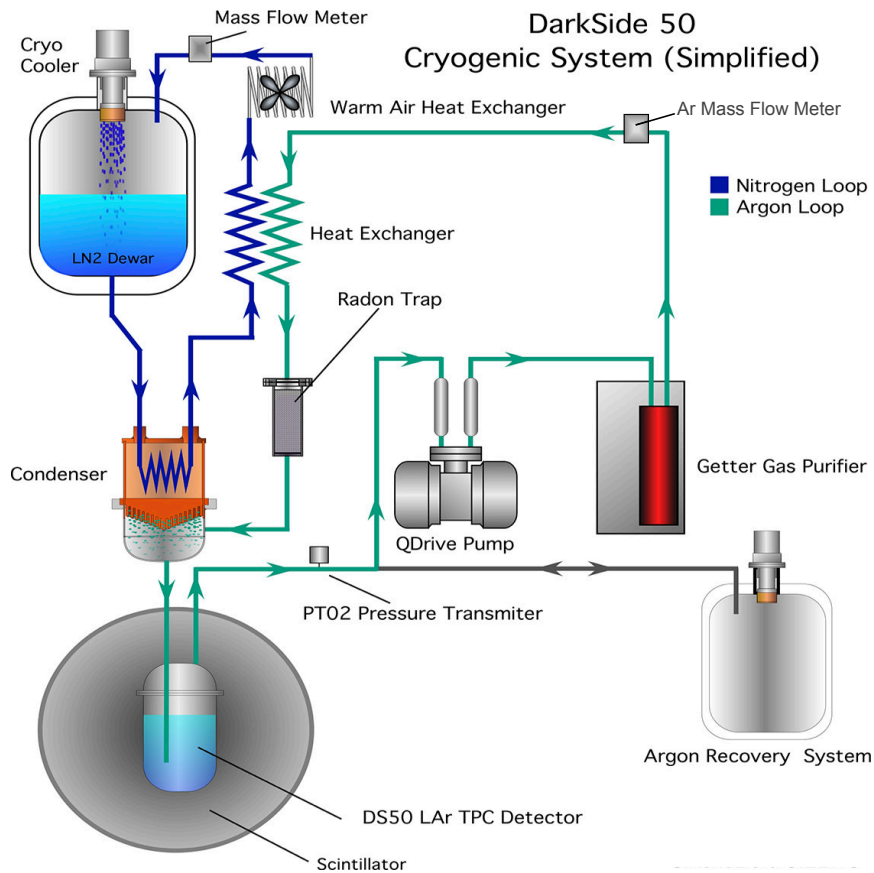 DarkSide 50
Cryogenic System (Simplified)
Mass Flow Meter
Cryo
Cooler
Warm Air Heat Exchanger
Ar Mass Flow Meter
Nitrogen Loop
Argon Loop
Heat Exchanger
LN2 Dewar
Radon Trap
Condenser
Getter Gas Purifier
QDrive Pump
PT02 Pressure Transmiter
Argon Recovery System
DS50 LAr TPC Detector
Scintillator